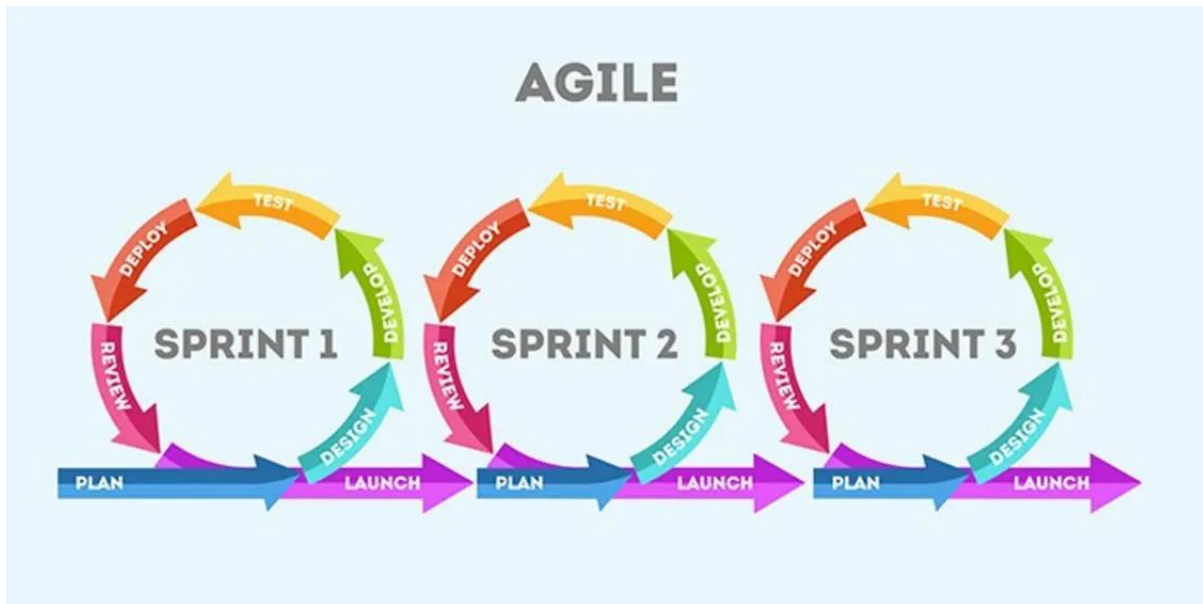 AGILE
SPRINT 1
PLAN
DESIGN
DEVELOP
TEST
DEPLOY
REVIEW
LAUNCH
SPRINT 2
PLAN
DESIGN
DEVELOP
TEST
DEPLOY
REVIEW
LAUNCH
SPRINT 3
PLAN
DESIGN
DEVELOP
TEST
DEPLOY
REVIEW
LAUNCH